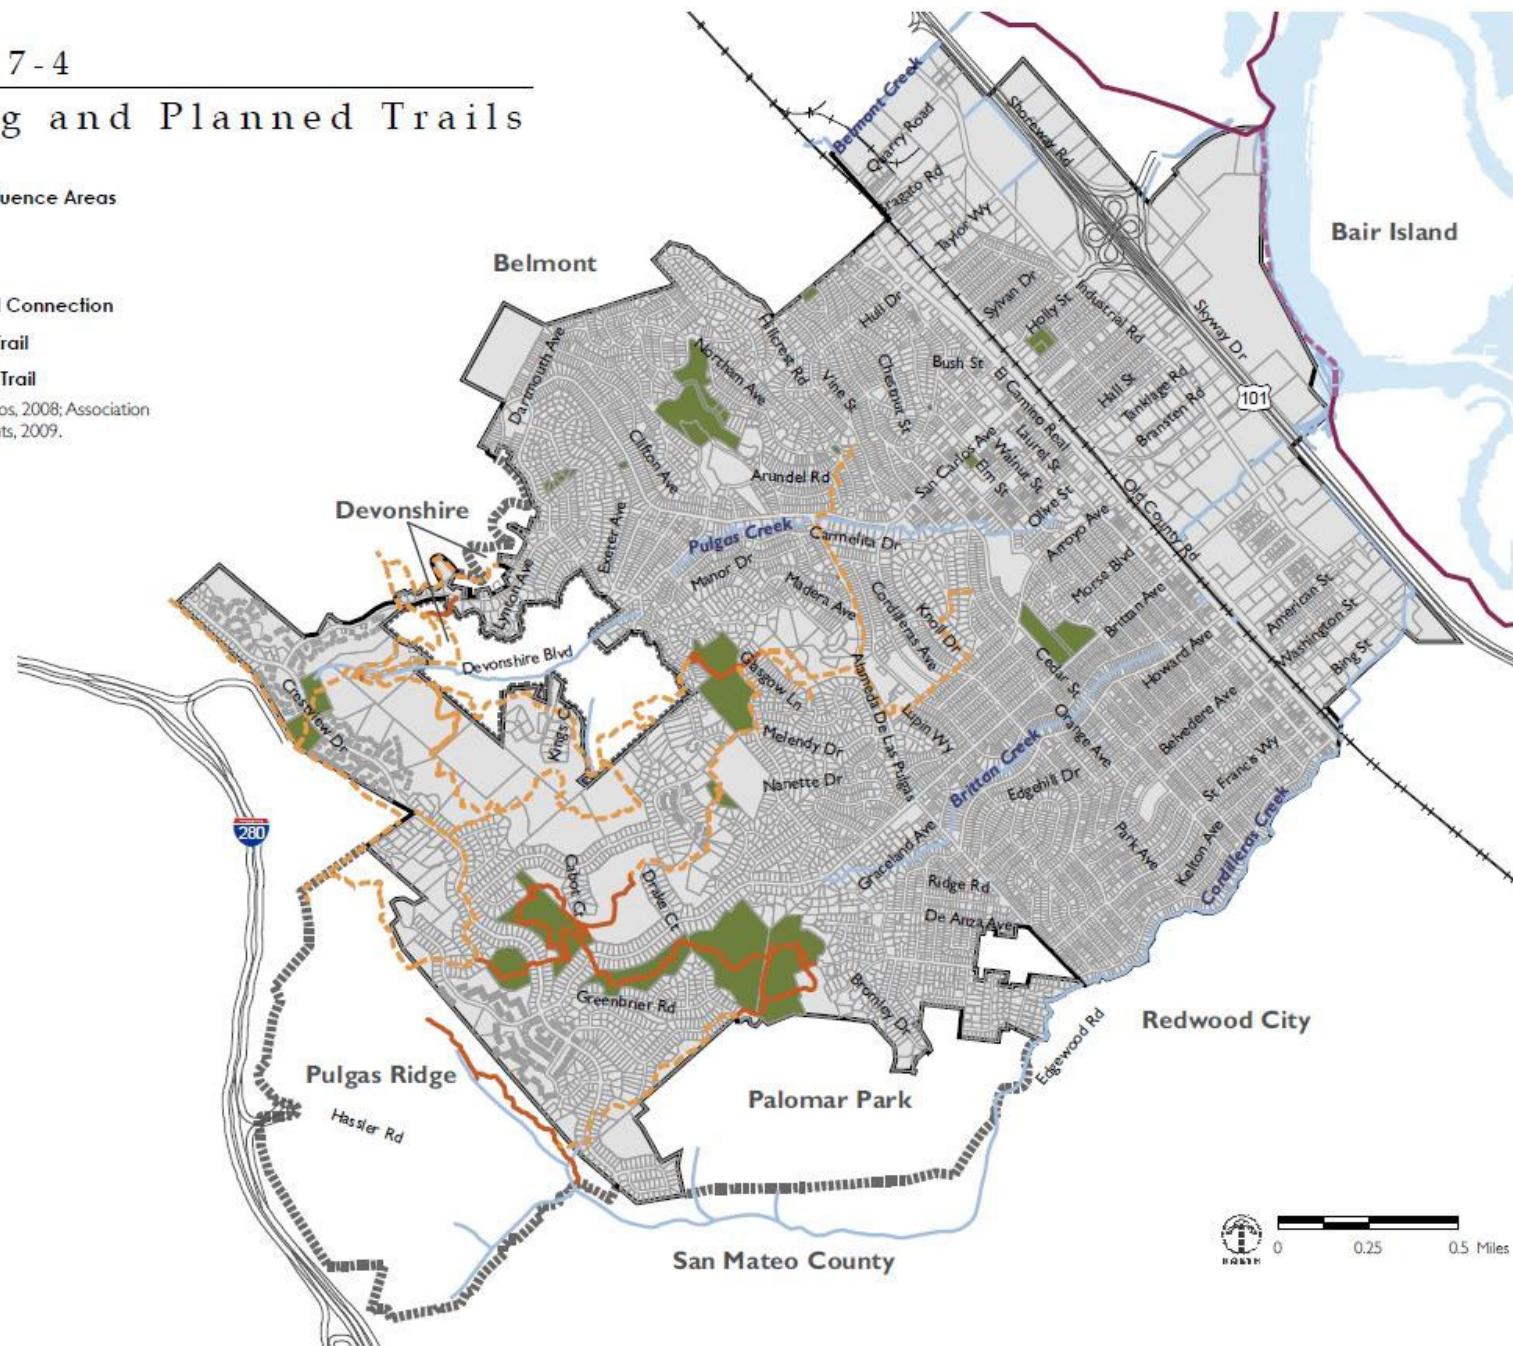 7-4
g and Planned Trails
uence Areas
l Connection
Trail
Trail
os, 2008; Association
ts, 2009.
Belmont Creek
Quarry Road
Shoreway Rd
ragato Rd
Taylor Wy
Bair Island
Belmont
Sylvan Dr
Holly St
Industrial Rd
Skyway Dr
Hull Dr
Hillcrest Rd
Northam Ave
Dartmouth Ave
Vine St
Chestnut St
Bush St
El Camino Real
Hall St
Tanklage Rd
Bransten Rd
101
Laurel St
Walnut St
San Carlos Ave
Elm St
Clifton Ave
Arundel Rd
Olive St
Arroyo Ave
Old County Rd
Devonshire
Exeter Ave
Pulgas Creek
Carmelita Dr
Manor Dr
Madera Ave
Cordilleras Ave
Knoll Dr
Morse Blvd
Brittan Ave
American St
Washington St
Bing St
Lynton Ave
Devonshire Blvd
Glasgow Ln
Alameda De Las Pulgas
Cedar St
Howard Ave
Crestview Dr
Kings Ct
Melendy Dr
Lupin Wy
Orange Ave
Belvedere Ave
Nanette Dr
Brittan Creek
Edgehill Dr
St Francis Wy
280
Cabot Ct
Drake Ct
Graceland Ave
Park Ave
Kelton Ave
Cordilleras Creek
Ridge Rd
De Anza Ave
Greenbrier Rd
Bromley Dr
Redwood City
Edgewood Rd
Pulgas Ridge
Hassler Rd
Palomar Park
San Mateo County
NORTH
0 0.25 0.5 Miles